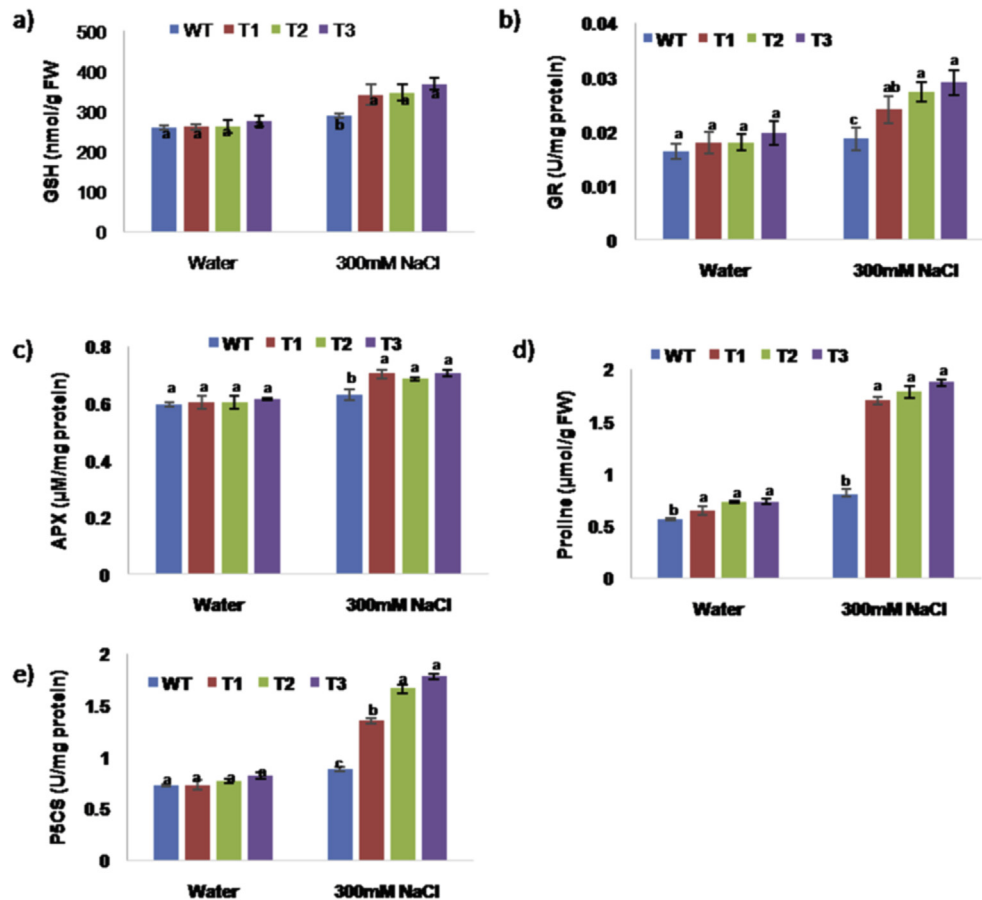 a)
WT T1 T2 T3
500
400
300
200
100
0
GSH (nmol/g FW)
a a a a
b a a a
Water 300mM NaCl
b)
WT T1 T2 T3
0.04
0.03
0.02
0.01
0
GR (U/mg protein)
a a a a
c ab a a
Water 300mM NaCl
c)
WT T1 T2 T3
0.8
0.6
0.4
0.2
0
APX (µM/mg protein)
a a a a
b a a a
Water 300mM NaCl
d)
WT T1 T2 T3
2
1.5
1
0.5
0
Proline (µmol/g FW)
b a a a
b a a a
Water 300mM NaCl
e)
WT T1 T2 T3
2
1.5
1
0.5
0
P5CS (U/mg protein)
a a a a
c b a a
Water 300mM NaCl